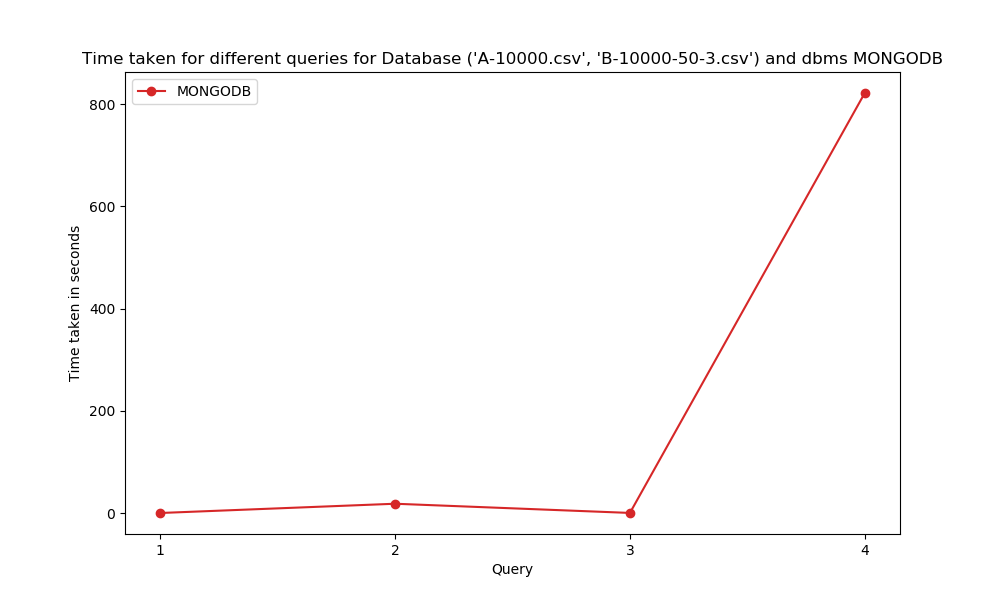 Time taken for different queries for Database ('A-10000.csv', 'B-10000-50-3.csv') and dbms MONGODB
MONGODB
800
600
400
200
0
Time taken in seconds
1 2 3 4
Query